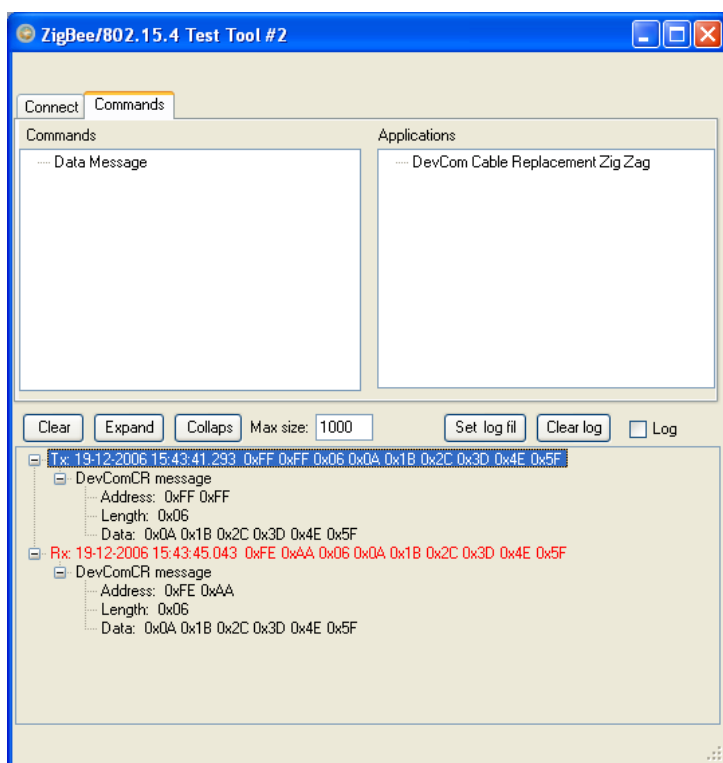 ZigBee/802.15.4 Test Tool #2
Connect Commands
Commands Applications
Data Message DevCom Cable Replacement Zig Zag
Clear Expand Collaps Max size: 1000 Set log fil Clear log Log
Tx: 19-12-2006 15:43:41.293 0xFF 0xFF 0x06 0x0A 0x1B 0x2C 0x3D 0x4E 0x5F
DevComCR message
Address: 0xFF 0xFF
Length: 0x06
Data: 0x0A 0x1B 0x2C 0x3D 0x4E 0x5F
Rx: 19-12-2006 15:43:45.043 0xFE 0xAA 0x06 0x0A 0x1B 0x2C 0x3D 0x4E 0x5F
DevComCR message
Address: 0xFE 0xAA
Length: 0x06
Data: 0x0A 0x1B 0x2C 0x3D 0x4E 0x5F